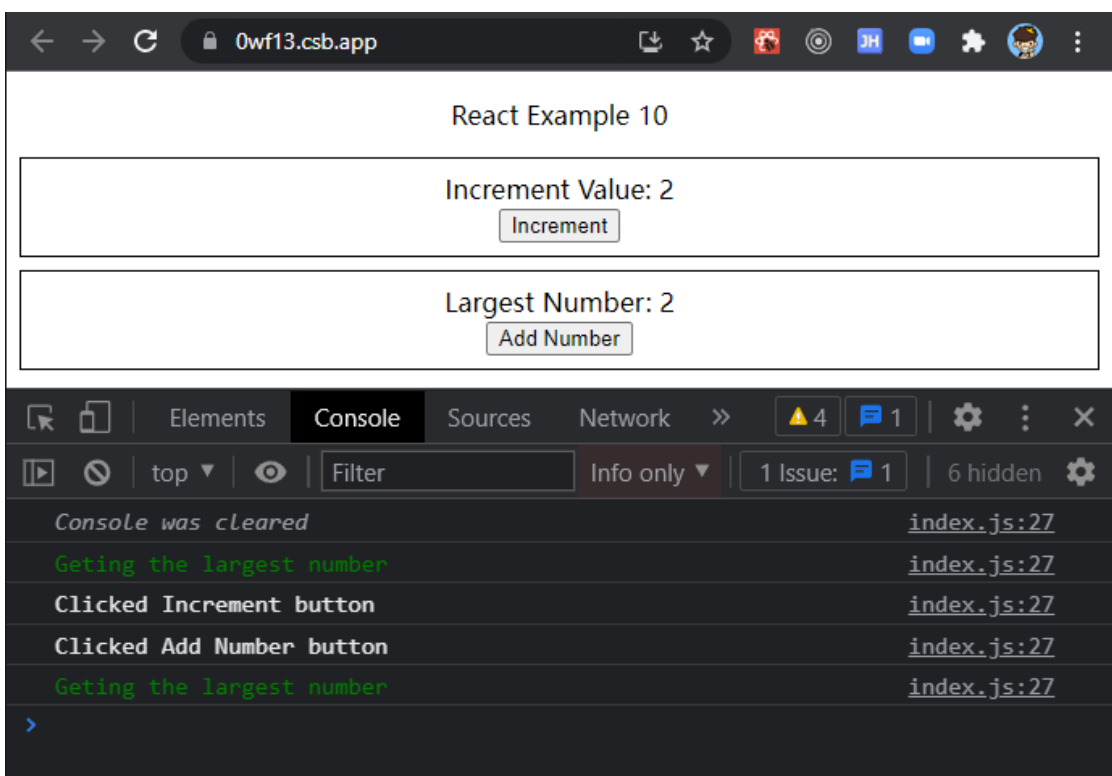 0wf13.csb.app JH
React Example 10
Increment Value: 2
Increment
Largest Number: 2
Add Number
Elements Console Sources Network » 4 1
top ▼ Filter Info only ▼ 1 Issue: 1 6 hidden
Console was cleared index.js:27
Geting the largest number index.js:27
Clicked Increment button index.js:27
Clicked Add Number button index.js:27
Geting the largest number index.js:27
>